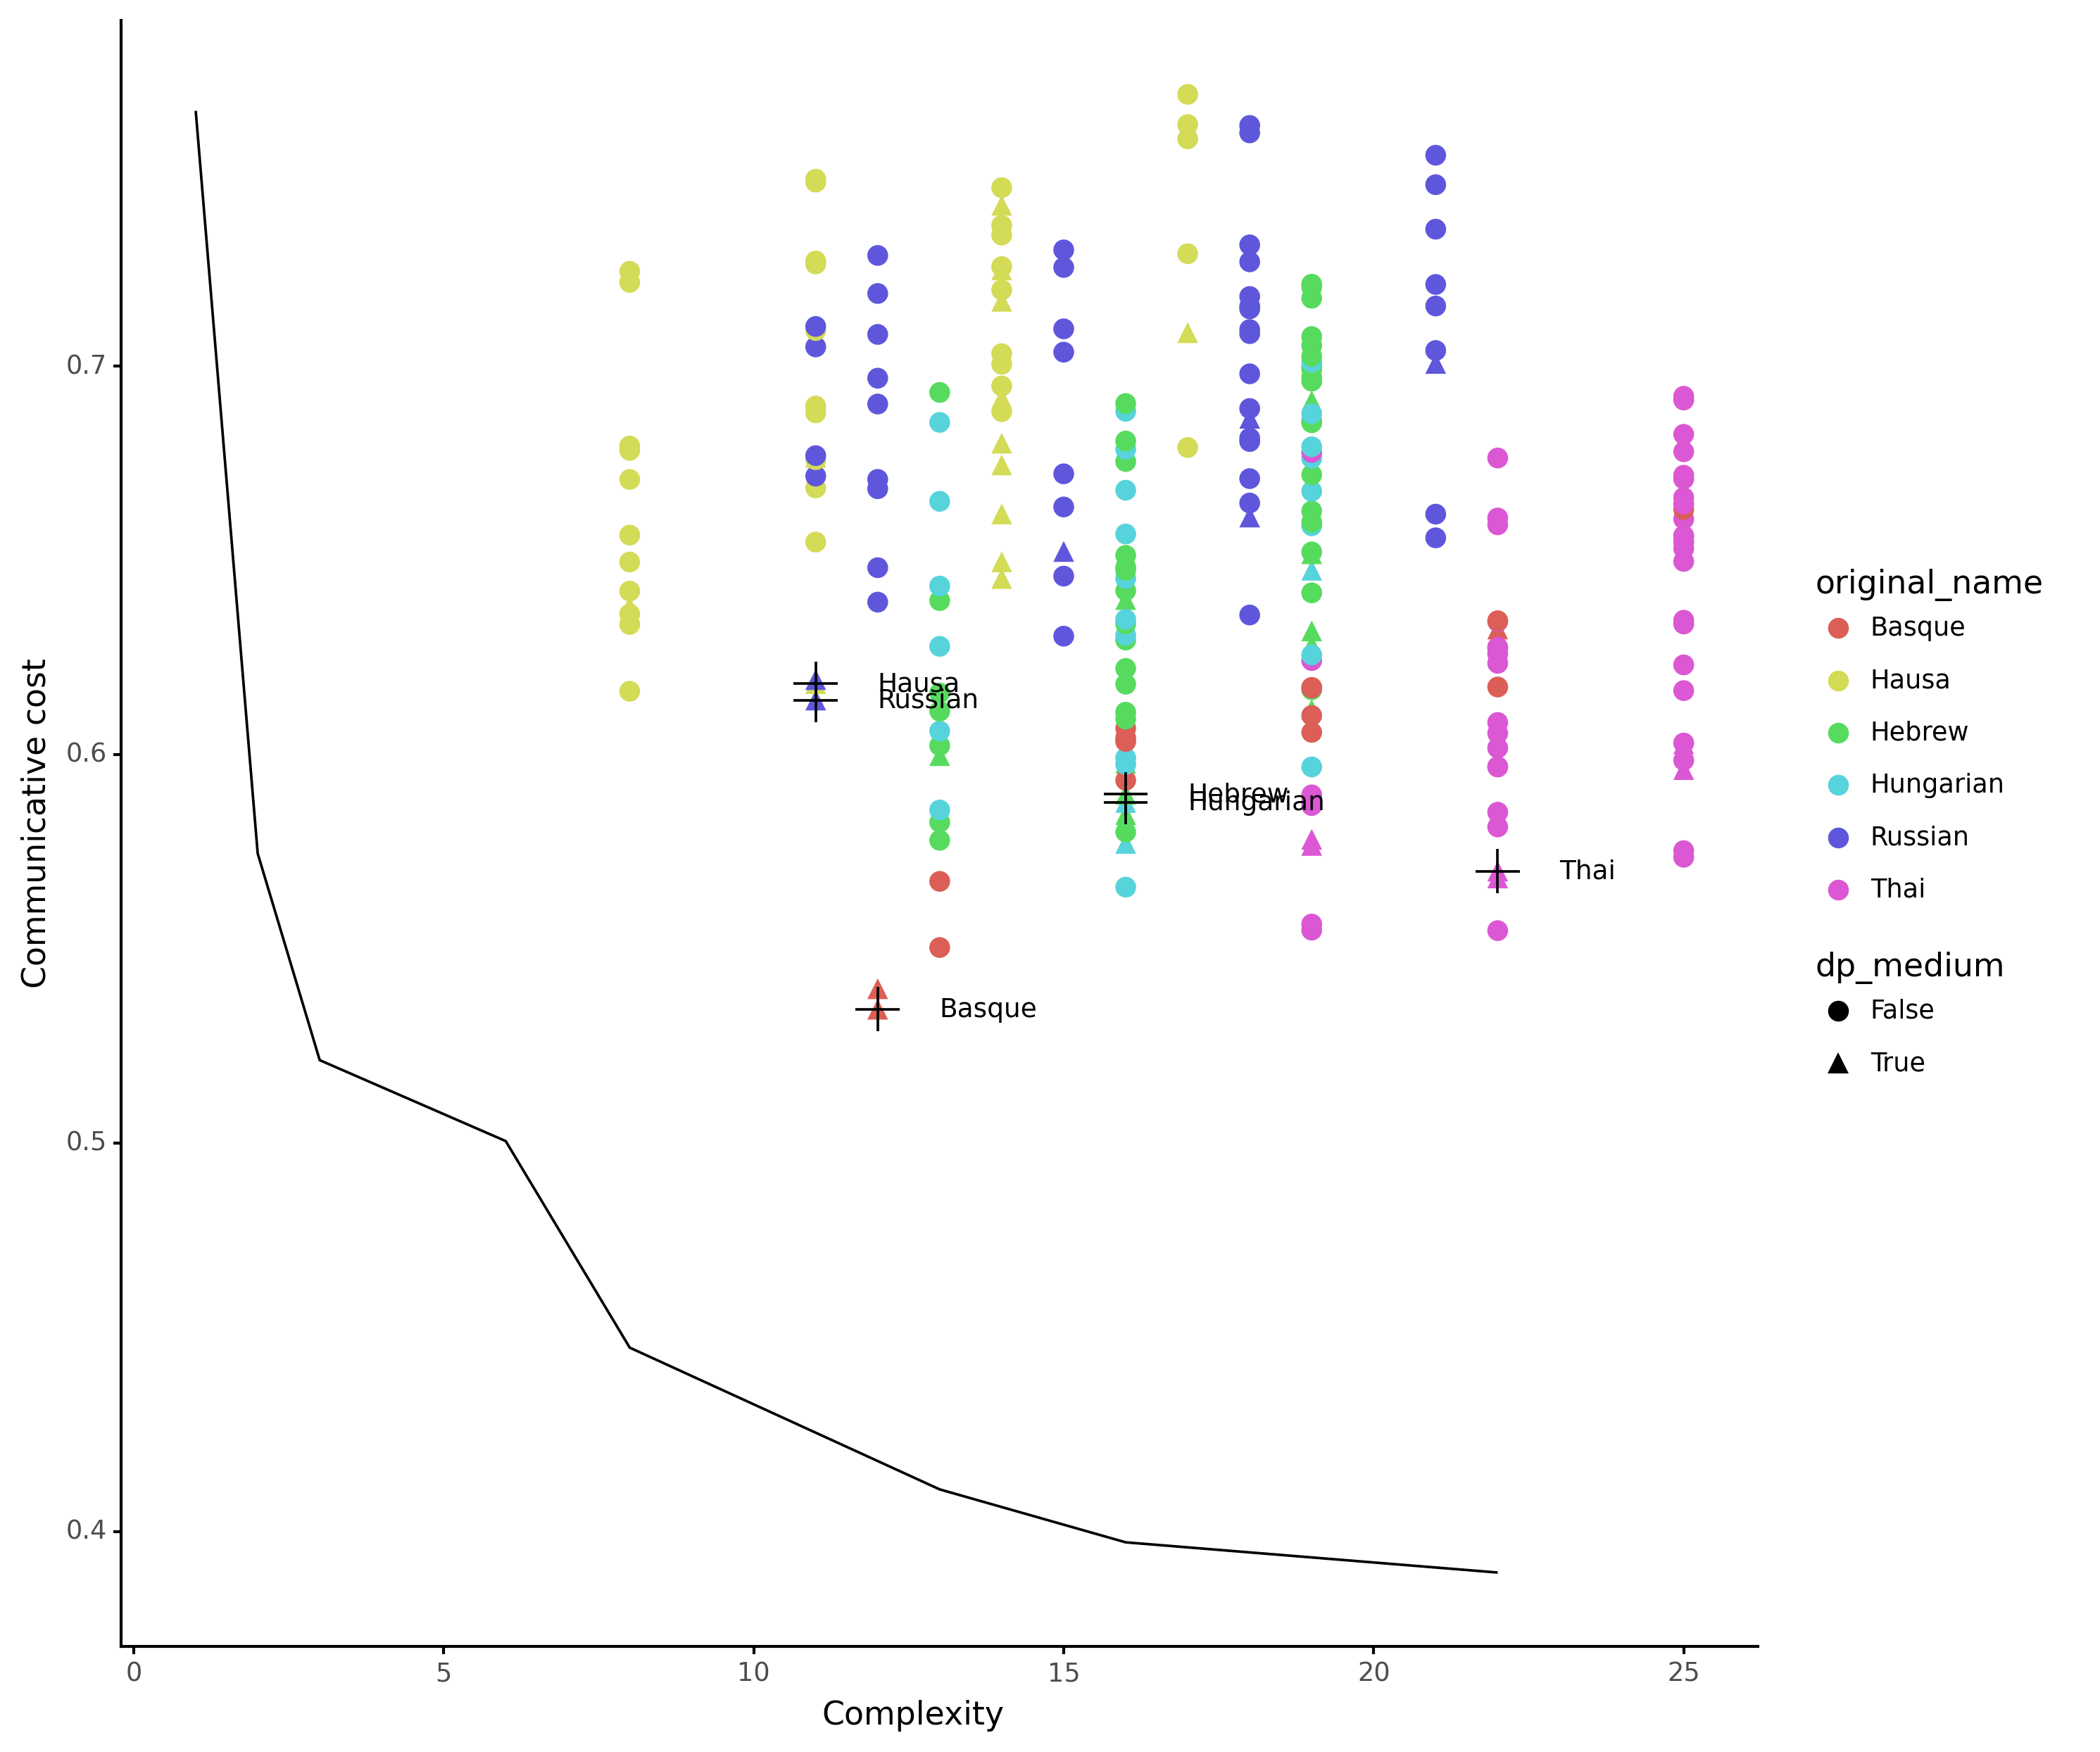 Communicative cost
0.7
0.6
0.5
0.4
0
5
10
15
20
25
Complexity
Hausa
Russian
Hebrew
Hungarian
Thai
Basque
original_name
Basque
Hausa
Hebrew
Hungarian
Russian
Thai
dp_medium
False
True